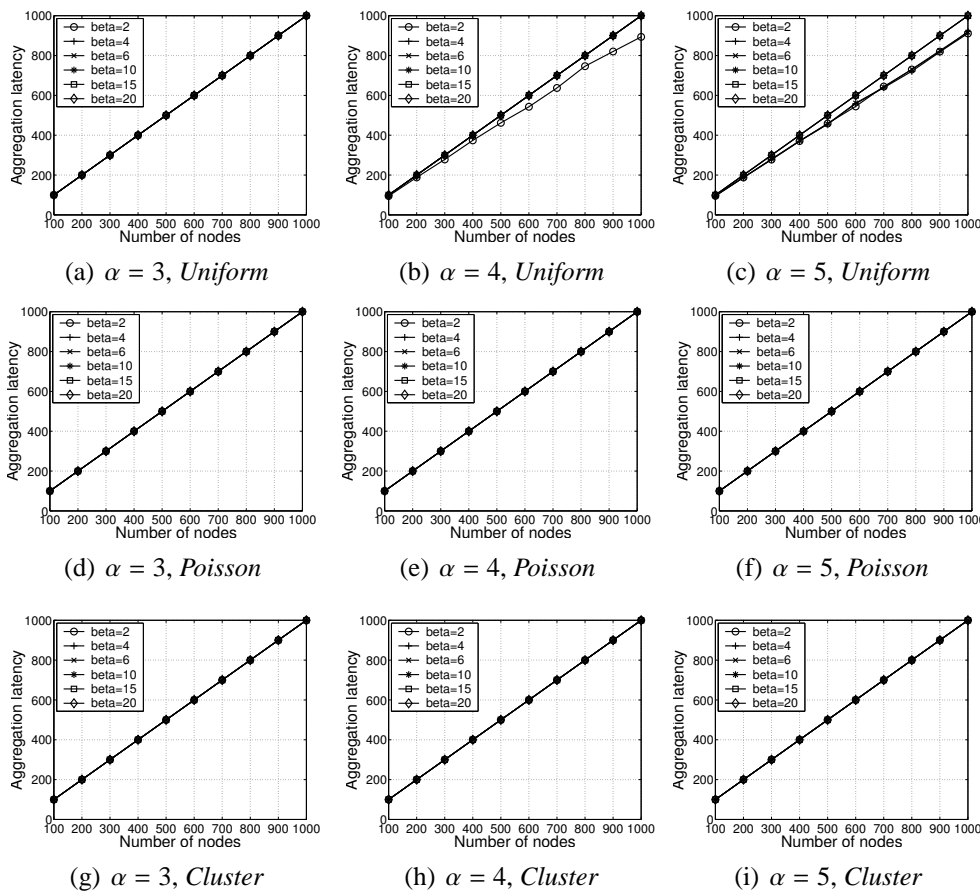 1000
800
600
400
200
0
Aggregation latency
beta=2
beta=4
beta=6
beta=10
beta=15
beta=20
100 200 300 400 500 600 700 800 900 1000
Number of nodes
(a) α = 3, Uniform
1000
800
600
400
200
0
Aggregation latency
beta=2
beta=4
beta=6
beta=10
beta=15
beta=20
100 200 300 400 500 600 700 800 900 1000
Number of nodes
(b) α = 4, Uniform
1000
800
600
400
200
0
Aggregation latency
beta=2
beta=4
beta=6
beta=10
beta=15
beta=20
100 200 300 400 500 600 700 800 900 1000
Number of nodes
(c) α = 5, Uniform
1000
800
600
400
200
0
Aggregation latency
beta=2
beta=4
beta=6
beta=10
beta=15
beta=20
100 200 300 400 500 600 700 800 900 1000
Number of nodes
(d) α = 3, Poisson
1000
800
600
400
200
0
Aggregation latency
beta=2
beta=4
beta=6
beta=10
beta=15
beta=20
100 200 300 400 500 600 700 800 900 1000
Number of nodes
(e) α = 4, Poisson
1000
800
600
400
200
0
Aggregation latency
beta=2
beta=4
beta=6
beta=10
beta=15
beta=20
100 200 300 400 500 600 700 800 900 1000
Number of nodes
(f) α = 5, Poisson
1000
800
600
400
200
0
Aggregation latency
beta=2
beta=4
beta=6
beta=10
beta=15
beta=20
100 200 300 400 500 600 700 800 900 1000
Number of nodes
(g) α = 3, Cluster
1000
800
600
400
200
0
Aggregation latency
beta=2
beta=4
beta=6
beta=10
beta=15
beta=20
100 200 300 400 500 600 700 800 900 1000
Number of nodes
(h) α = 4, Cluster
1000
800
600
400
200
0
Aggregation latency
beta=2
beta=4
beta=6
beta=10
beta=15
beta=20
100 200 300 400 500 600 700 800 900 1000
Number of nodes
(i) α = 5, Cluster